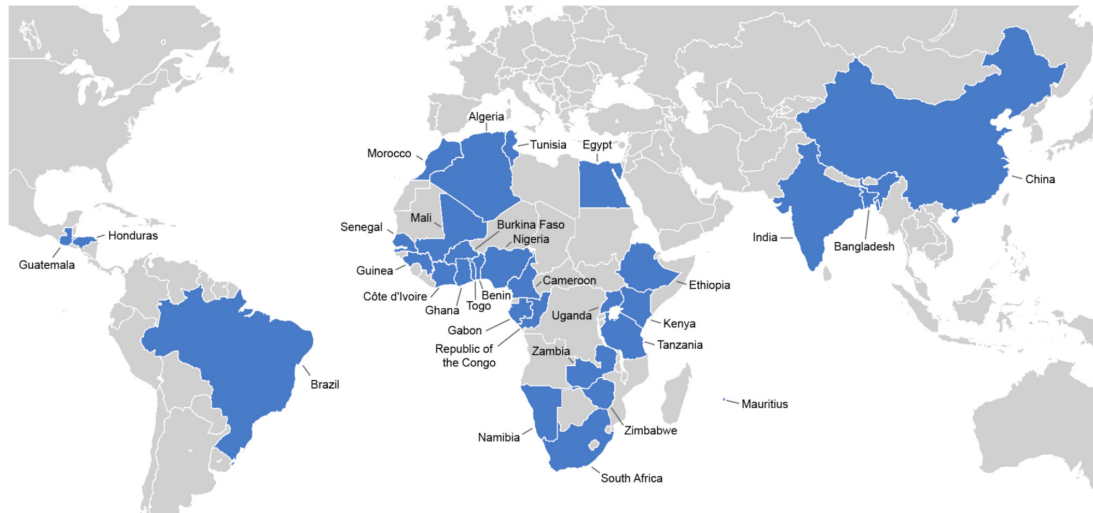 Algeria
Tunisia
Egypt
Morocco
China
Mali
Burkina Faso
Senegal
Nigeria
Honduras
India
Bangladesh
Guatemala
Guinea
Cameroon
Ethiopia
Côte d'Ivoire
Benin
Togo
Ghana
Uganda
Gabon
Kenya
Republic of
the Congo
Zambia
Tanzania
Brazil
Mauritius
Namibia
Zimbabwe
South Africa